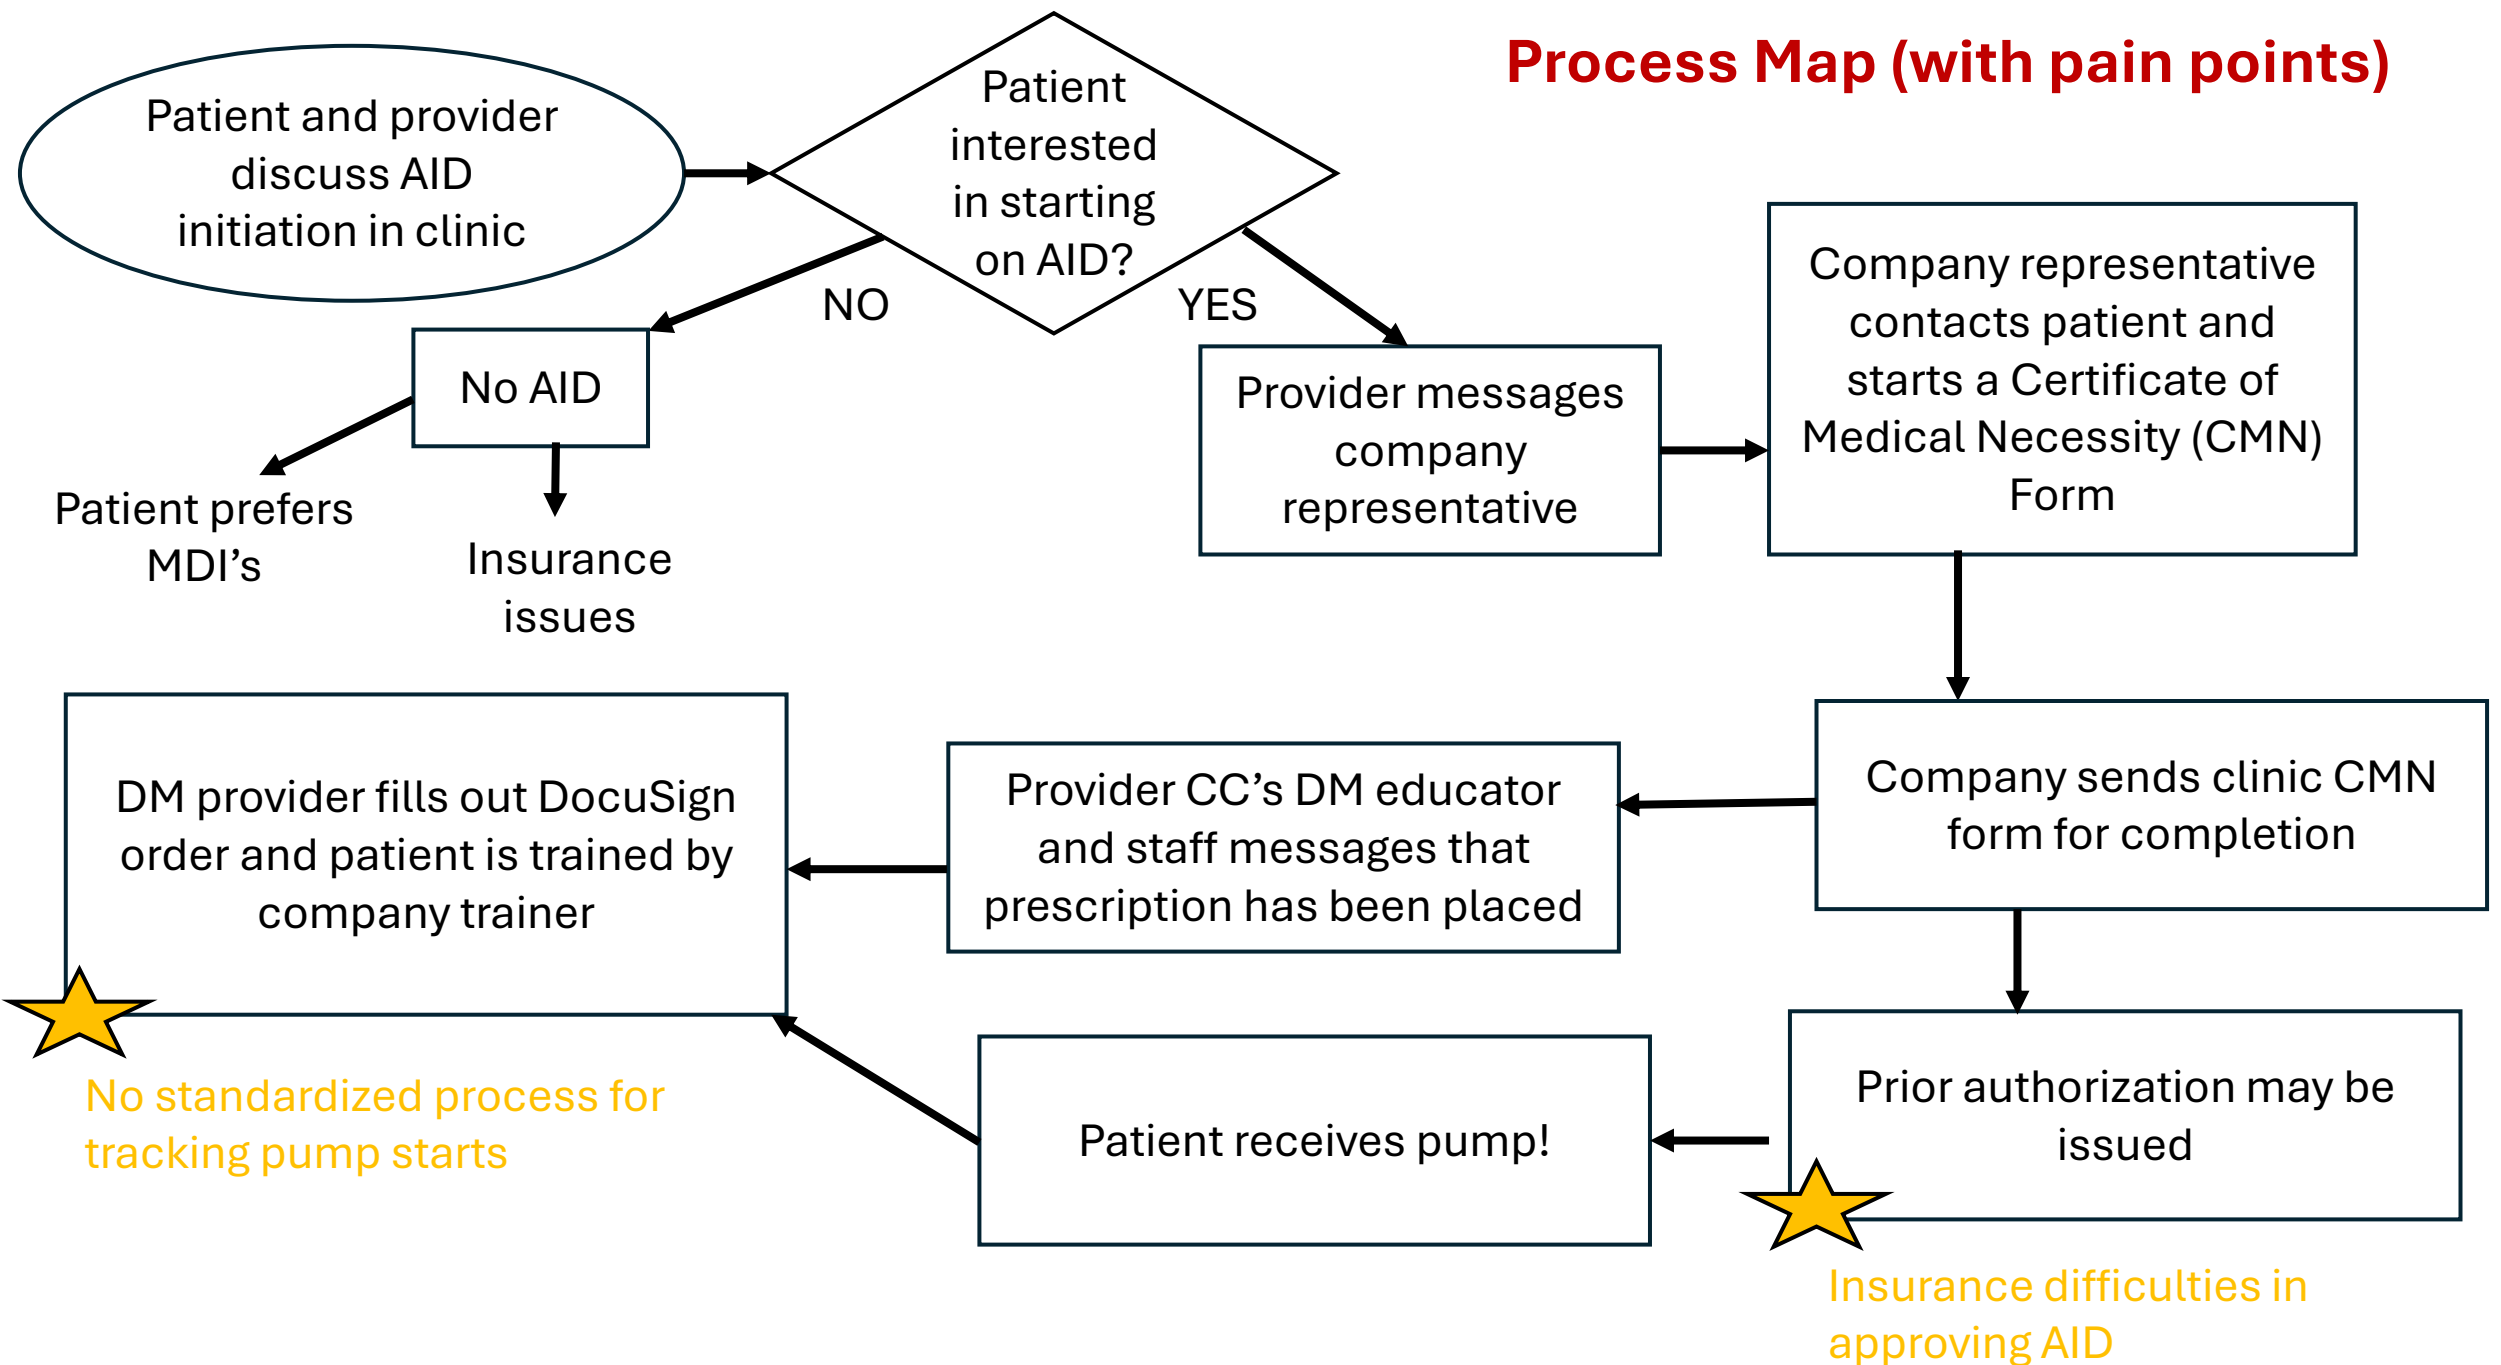 Process Map (with pain points)
Patient and provider
discuss AID
initiation in clinic
Patient
interested
in starting
on AID?
NO
YES
No AID
Patient prefers
MDI’s
Insurance
issues
Provider messages
company
representative
Company representative
contacts patient and
starts a Certificate of
Medical Necessity (CMN)
Form
Company sends clinic CMN
form for completion
Provider CC’s DM educator
and staff messages that
prescription has been placed
DM provider fills out DocuSign
order and patient is trained by
company trainer
No standardized process for
tracking pump starts
Patient receives pump!
Prior authorization may be
issued
Insurance difficulties in
approving AID